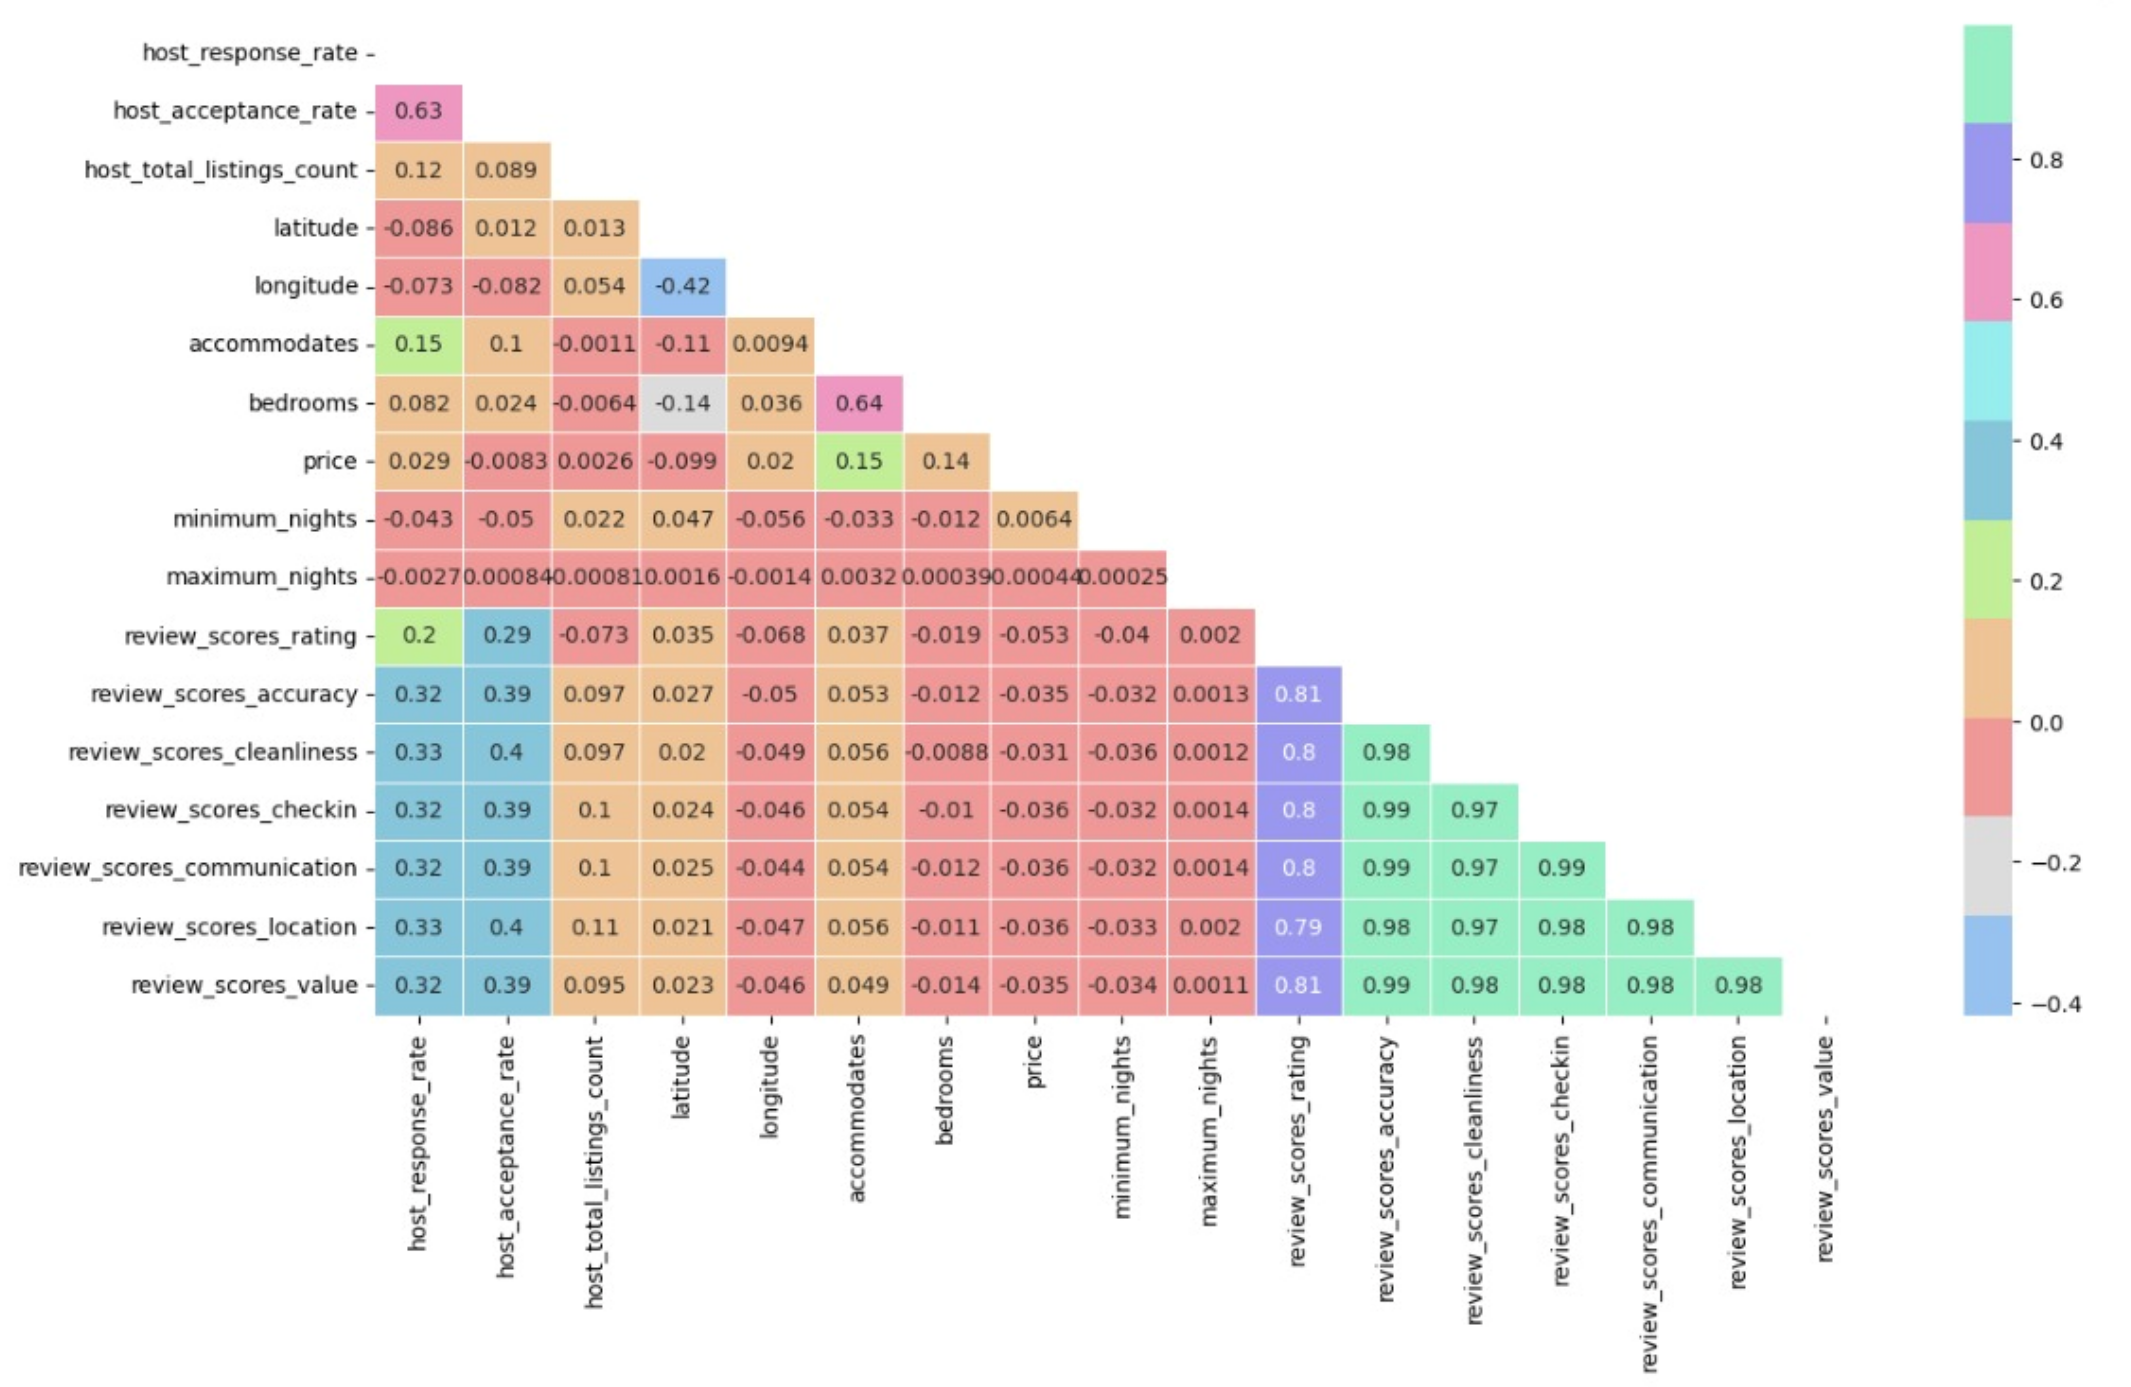 host_response_rate
host_acceptance_rate 0.63
host_total_listings_count 0.12 0.089
latitude -0.086 0.012 0.013
longitude -0.073 -0.082 0.054 -0.42
accommodates 0.15 0.1 -0.0011 -0.11 0.0094
bedrooms 0.082 0.024 -0.0064 -0.14 0.036 0.64
price 0.029 -0.0083 0.0026 -0.099 0.02 0.15 0.14
minimum_nights -0.043 -0.05 0.022 0.047 -0.056 -0.033 -0.012 0.0064
maximum_nights -0.0027 0.0016 -0.0014 0.0032
review_scores_rating 0.2 0.29 -0.073 0.035 -0.068 0.037 -0.019 -0.053 -0.04 0.002
review_scores_accuracy 0.32 0.39 0.097 0.027 -0.05 0.053 -0.012 -0.035 -0.032 0.0013 0.81
review_scores_cleanliness 0.33 0.4 0.097 0.02 -0.049 0.056 -0.0088 -0.031 -0.036 0.0012 0.8 0.98
review_scores_checkin 0.32 0.39 0.1 0.024 -0.046 0.054 -0.01 -0.036 -0.032 0.0014 0.8 0.99 0.97
review_scores_communication 0.32 0.39 0.1 0.025 -0.044 0.054 -0.012 -0.036 -0.032 0.0014 0.8 0.99 0.97 0.99
review_scores_location 0.33 0.4 0.11 0.021 -0.047 0.056 -0.011 -0.036 -0.033 0.002 0.79 0.98 0.97 0.98 0.98
review_scores_value 0.32 0.39 0.095 0.023 -0.046 0.049 -0.014 -0.035 -0.034 0.0011 0.81 0.99 0.98 0.98 0.98 0.98
host_response_rate
host_acceptance_rate
host_total_listings_count
latitude
longitude
accommodates
bedrooms
price
minimum_nights
maximum_nights
review_scores_rating
review_scores_accuracy
review_scores_cleanliness
review_scores_checkin
review_scores_communication
review_scores_location
review_scores_value
0.8
0.6
0.4
0.2
0.0
−0.2
−0.4